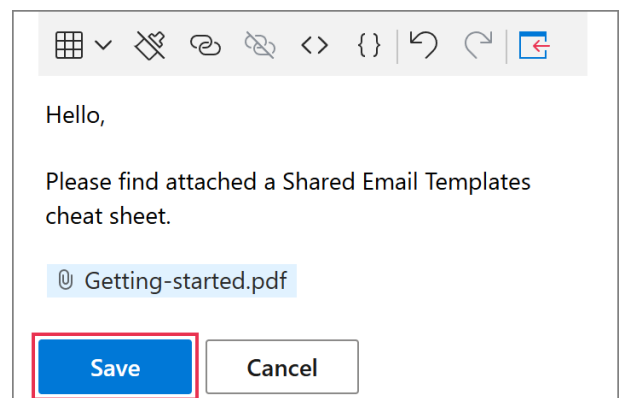 Hello,
Please find attached a Shared Email Templates
cheat sheet.
Getting-started.pdf
Save
Cancel